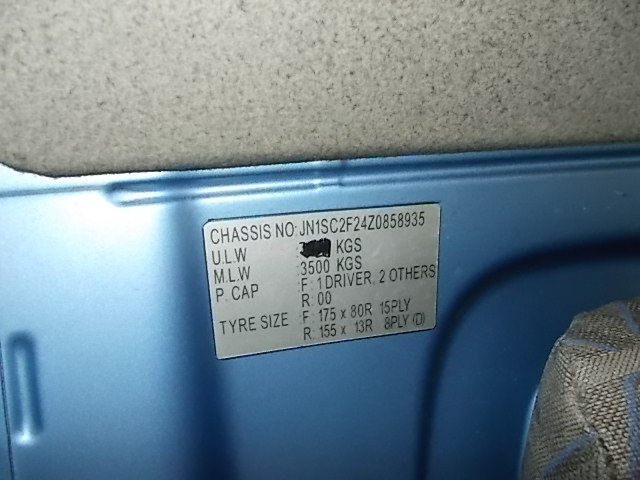 CHASSIS NO: JN1SC2F24Z0858935
U.L.W : KGS
M.L.W :3500 KGS
P. CAP :F: 1 DRIVER, 2 OTHERS
R: 00
TYRE SIZE :F: 175 x 80R 15PLY
R: 155 x 13R 8PLY (D)